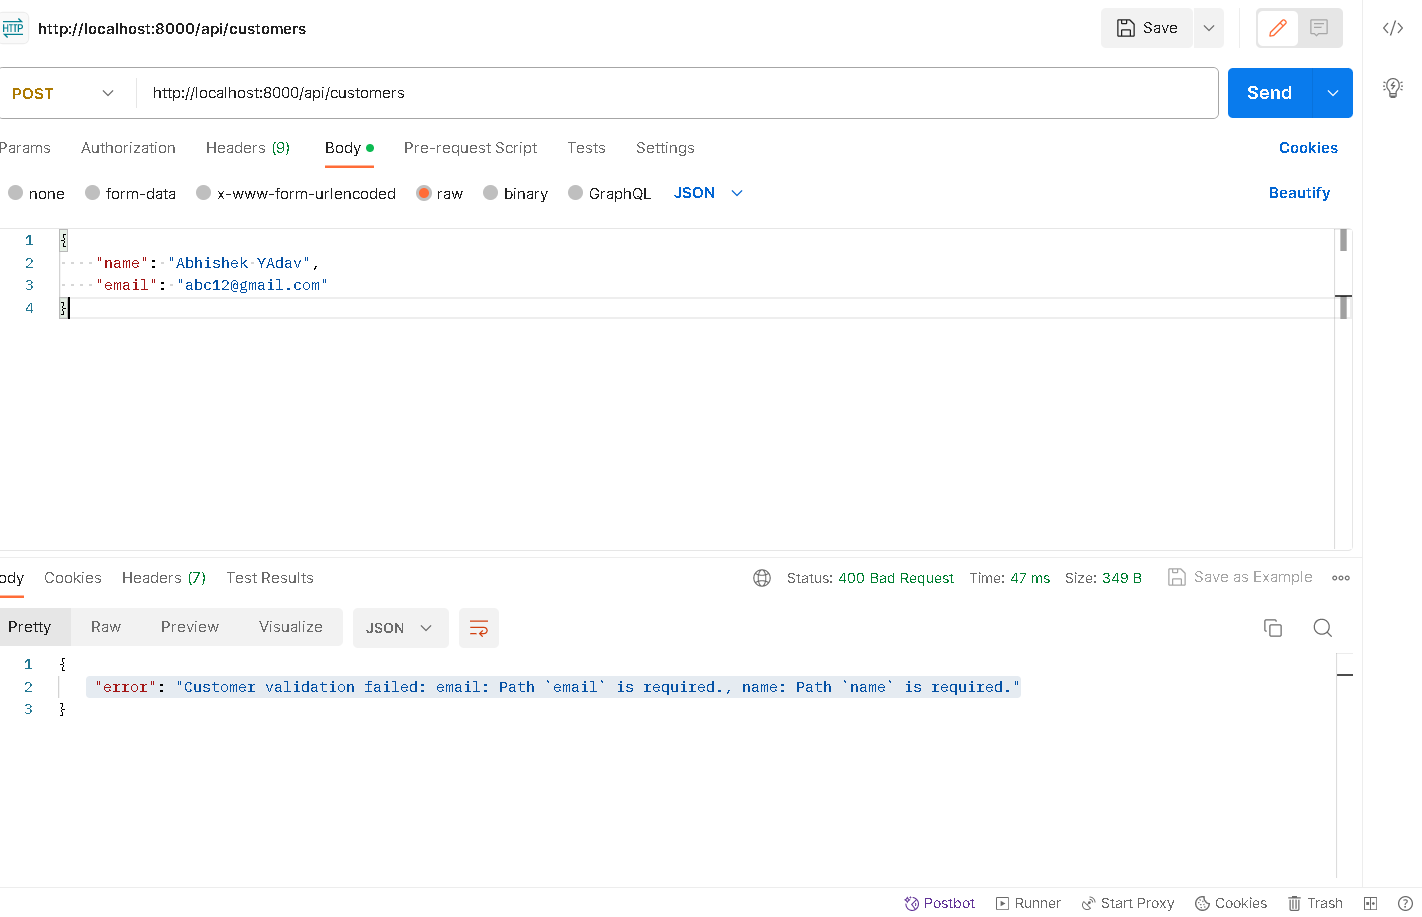 HTTP http://localhost:8000/api/customers Save
POST http://localhost:8000/api/customers Send
Params Authorization Headers (9) Body Pre-request Script Tests Settings Cookies
none form-data x-www-form-urlencoded raw binary GraphQL JSON Beautify
1 {
2 "name": "Abhishek YAdav",
3 "email": "abc12@gmail.com"
4 }
ody Cookies Headers (7) Test Results Status: 400 Bad Request Time: 47 ms Size: 349 B Save as Example
Pretty Raw Preview Visualize JSON
1 {
2 "error": "Customer validation failed: email: Path `email` is required., name: Path `name` is required."
3 }
Postbot Runner Start Proxy Cookies Trash